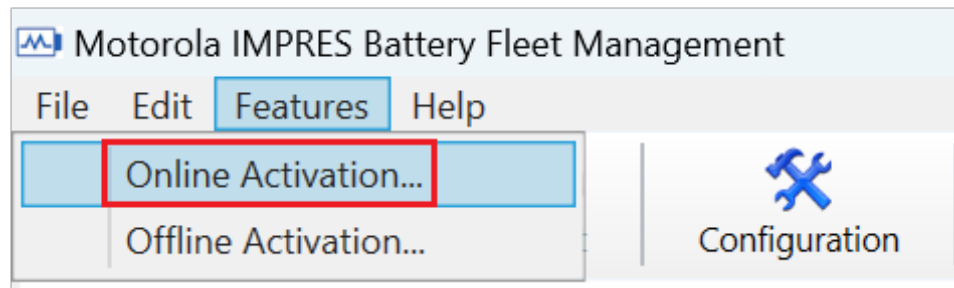 Motorola IMPRES Battery Fleet Management
File Edit Features Help
Online Activation...
Offline Activation...
Configuration